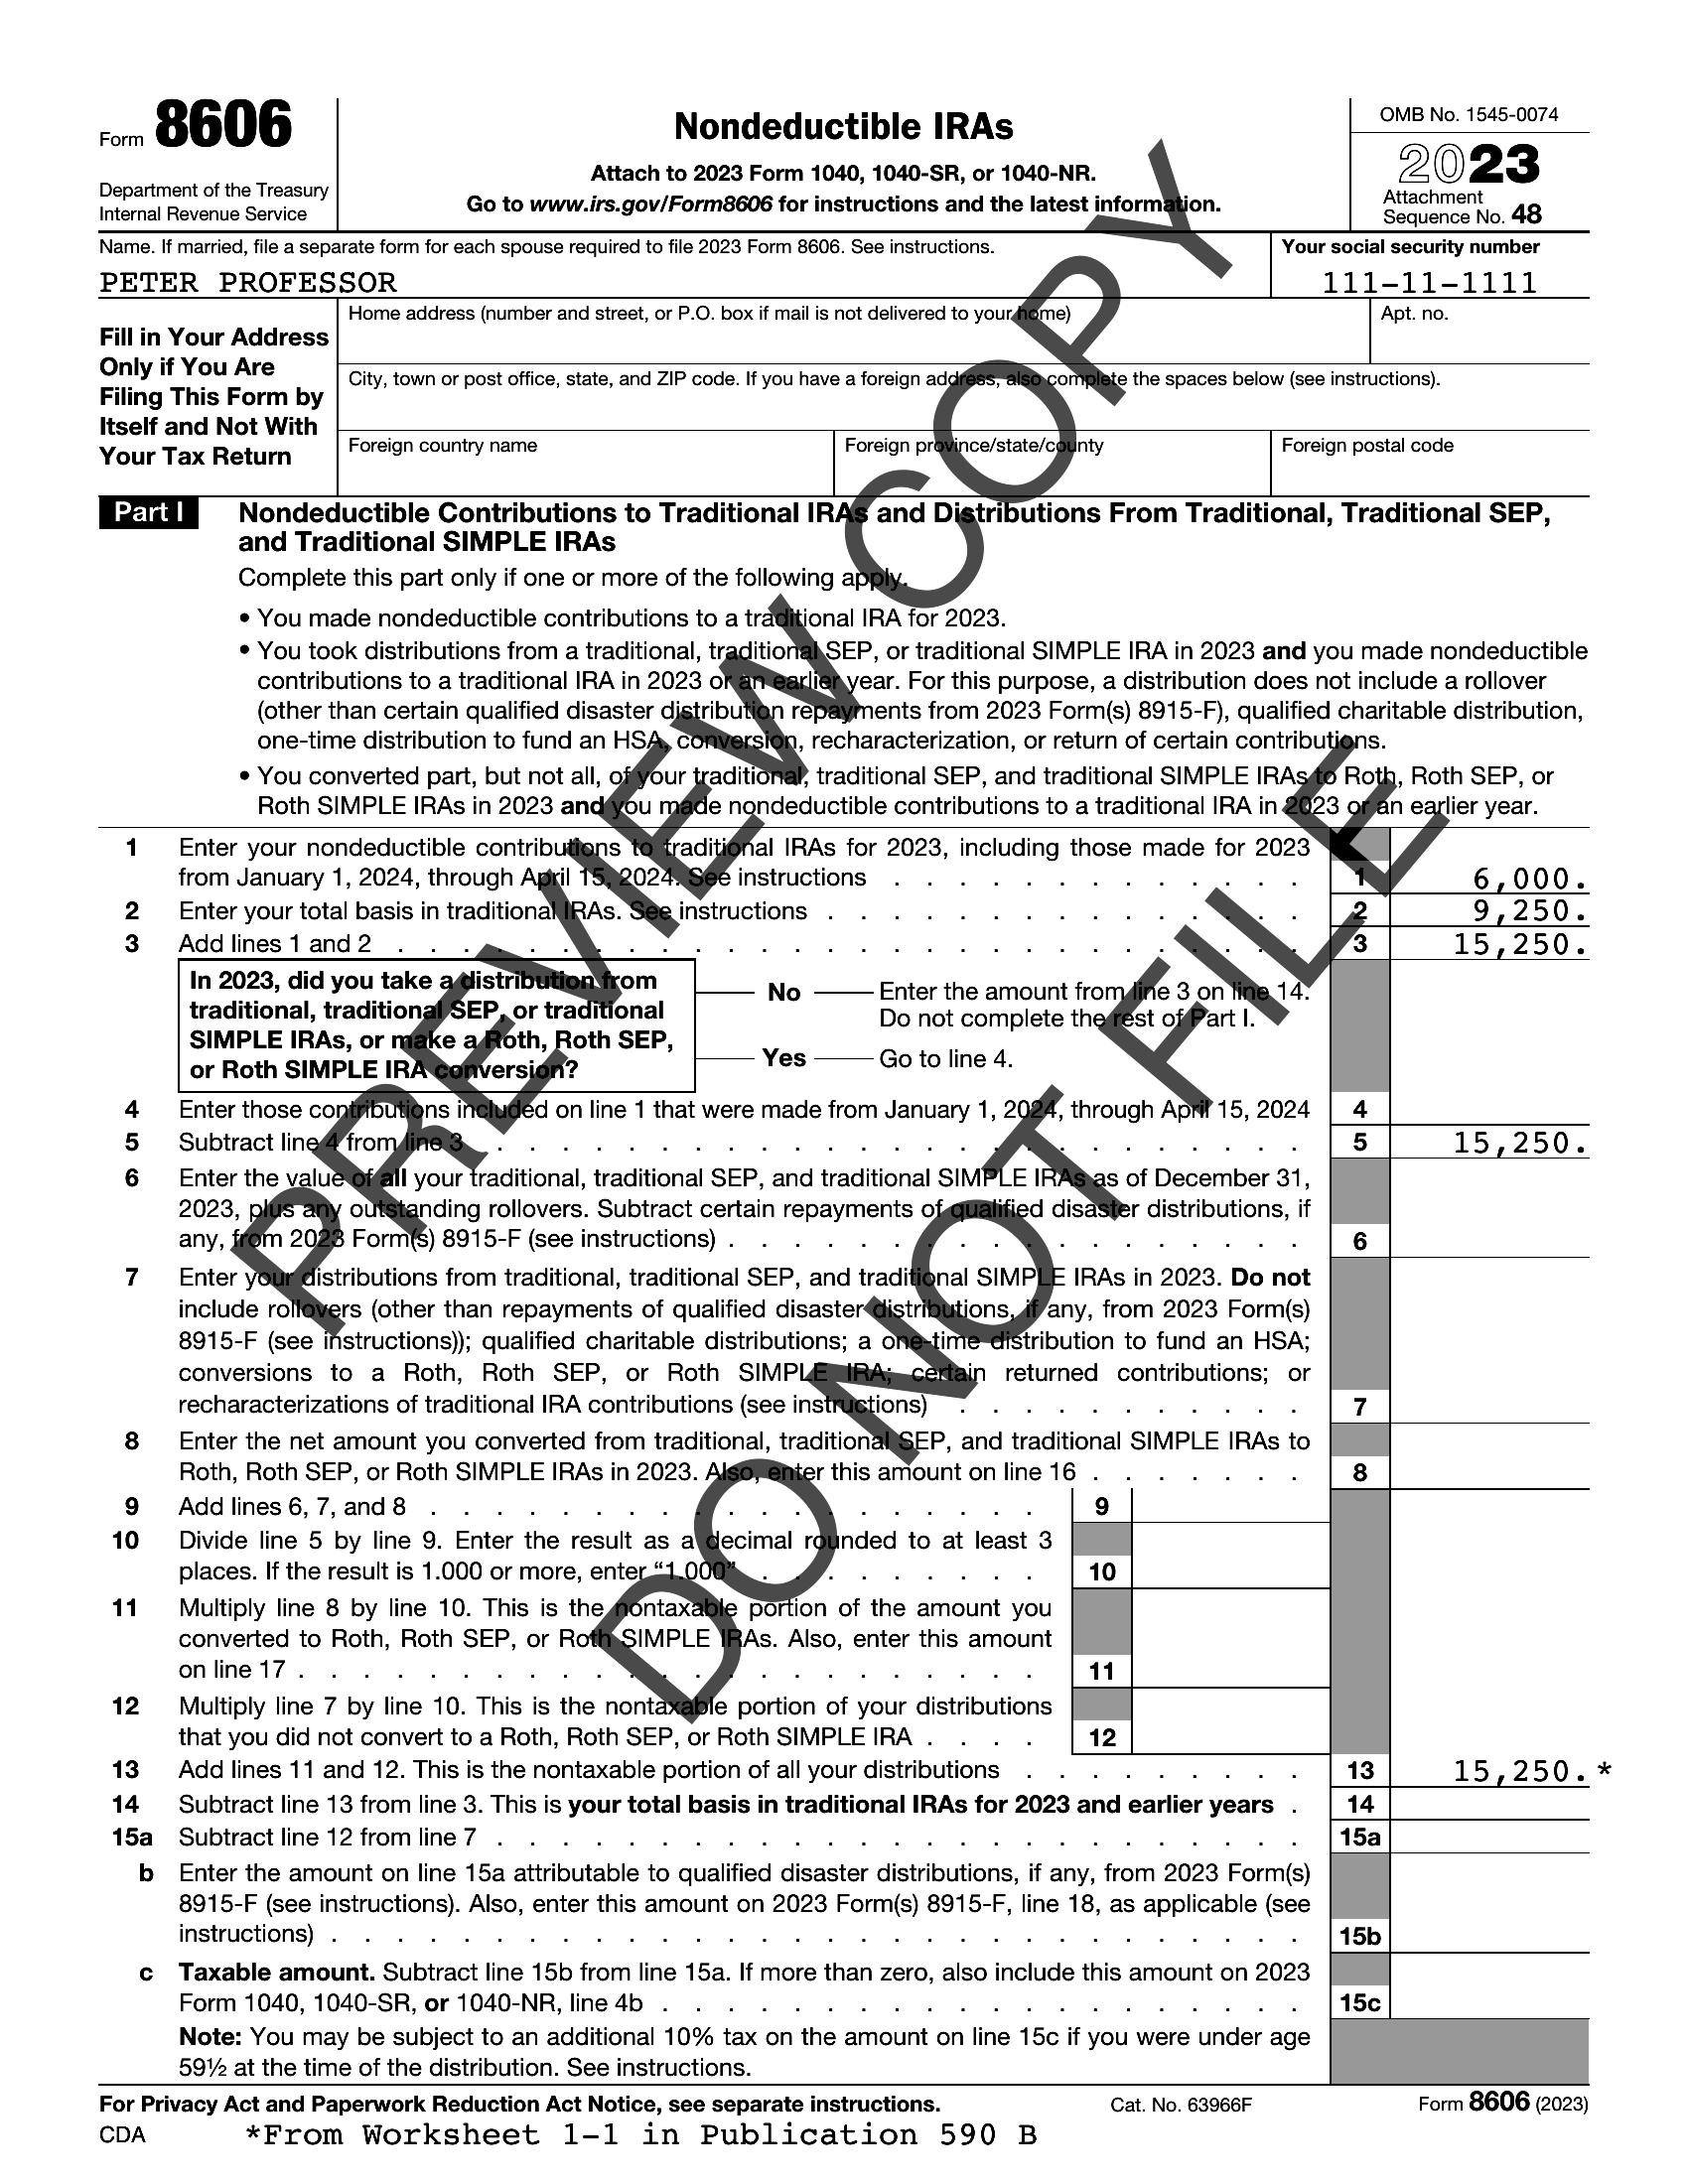 Form 8606
Department of the Treasury
Internal Revenue Service
Nondeductible IRAs
Attach to 2023 Form 1040, 1040-SR, or 1040-NR.
Go to www.irs.gov/Form8606 for instructions and the latest information.
OMB No. 1545-0074
2023
Attachment
Sequence No. 48
Name. If married, file a separate form for each spouse required to file 2023 Form 8606. See instructions.
PETER PROFESSOR
Your social security number
111-11-1111
Fill in Your Address
Only if You Are
Filing This Form by
Itself and Not With
Your Tax Return
Home address (number and street, or P.O. box if mail is not delivered to your home)
Apt. no.
City, town or post office, state, and ZIP code. If you have a foreign address, also complete the spaces below (see instructions).
Foreign country name
Foreign province/state/county
Foreign postal code
Part I Nondeductible Contributions to Traditional IRAs and Distributions From Traditional, Traditional SEP,
and Traditional SIMPLE IRAs
Complete this part only if one or more of the following apply.
• You made nondeductible contributions to a traditional IRA for 2023.
• You took distributions from a traditional, traditional SEP, or traditional SIMPLE IRA in 2023 and you made nondeductible
contributions to a traditional IRA in 2023 or an earlier year. For this purpose, a distribution does not include a rollover
(other than certain qualified disaster distribution repayments from 2023 Form(s) 8915-F), qualified charitable distribution,
one-time distribution to fund an HSA, conversion, recharacterization, or return of certain contributions.
• You converted part, but not all, of your traditional, traditional SEP, and traditional SIMPLE IRAs to Roth, Roth SEP, or
Roth SIMPLE IRAs in 2023 and you made nondeductible contributions to a traditional IRA in 2023 or an earlier year.
1 Enter your nondeductible contributions to traditional IRAs for 2023, including those made for 2023
from January 1, 2024, through April 15, 2024. See instructions . . . . . . . . . . . . . 1 6,000.
2 Enter your total basis in traditional IRAs. See instructions . . . . . . . . . . . . . . . 2 9,250.
3 Add lines 1 and 2 . . . . . . . . . . . . . . . . . . . . . . . . . . . . 3 15,250.
In 2023, did you take a distribution from
traditional, traditional SEP, or traditional
SIMPLE IRAs, or make a Roth, Roth SEP,
or Roth SIMPLE IRA conversion?
No Enter the amount from line 3 on line 14.
Do not complete the rest of Part I.
Yes Go to line 4.
4 Enter those contributions included on line 1 that were made from January 1, 2024, through April 15, 2024 4
5 Subtract line 4 from line 3 . . . . . . . . . . . . . . . . . . . . . . . . . 5 15,250.
6 Enter the value of all your traditional, traditional SEP, and traditional SIMPLE IRAs as of December 31,
2023, plus any outstanding rollovers. Subtract certain repayments of qualified disaster distributions, if
any, from 2023 Form(s) 8915-F (see instructions) . . . . . . . . . . . . . . . . . . 6
7 Enter your distributions from traditional, traditional SEP, and traditional SIMPLE IRAs in 2023. Do not
include rollovers (other than repayments of qualified disaster distributions, if any, from 2023 Form(s)
8915-F (see instructions)); qualified charitable distributions; a one-time distribution to fund an HSA;
conversions to a Roth, Roth SEP, or Roth SIMPLE IRA; certain returned contributions; or
recharacterizations of traditional IRA contributions (see instructions) . . . . . . . . . . . 7
8 Enter the net amount you converted from traditional, traditional SEP, and traditional SIMPLE IRAs to
Roth, Roth SEP, or Roth SIMPLE IRAs in 2023. Also, enter this amount on line 16 . . . . . . . 8
9 Add lines 6, 7, and 8 . . . . . . . . . . . . . . . . . . . 9
10 Divide line 5 by line 9. Enter the result as a decimal rounded to at least 3
places. If the result is 1.000 or more, enter “1.000” . . . . . . . . . 10
11 Multiply line 8 by line 10. This is the nontaxable portion of the amount you
converted to Roth, Roth SEP, or Roth SIMPLE IRAs. Also, enter this amount
on line 17 . . . . . . . . . . . . . . . . . . . . . . . 11
12 Multiply line 7 by line 10. This is the nontaxable portion of your distributions
that you did not convert to a Roth, Roth SEP, or Roth SIMPLE IRA . . . . 12
13 Add lines 11 and 12. This is the nontaxable portion of all your distributions . . . . . . . . . 13 15,250.*
14 Subtract line 13 from line 3. This is your total basis in traditional IRAs for 2023 and earlier years . 14
15a Subtract line 12 from line 7 . . . . . . . . . . . . . . . . . . . . . . . . . 15a
b Enter the amount on line 15a attributable to qualified disaster distributions, if any, from 2023 Form(s)
8915-F (see instructions). Also, enter this amount on 2023 Form(s) 8915-F, line 18, as applicable (see
instructions) . . . . . . . . . . . . . . . . . . . . . . . . . . . . . . 15b
c Taxable amount. Subtract line 15b from line 15a. If more than zero, also include this amount on 2023
Form 1040, 1040-SR, or 1040-NR, line 4b . . . . . . . . . . . . . . . . . . . . 15c
Note: You may be subject to an additional 10% tax on the amount on line 15c if you were under age
59½ at the time of the distribution. See instructions.
For Privacy Act and Paperwork Reduction Act Notice, see separate instructions.
Cat. No. 63966F
Form 8606 (2023)
CDA *From Worksheet 1-1 in Publication 590 B
PREVIEW COPY
DO NOT FILE